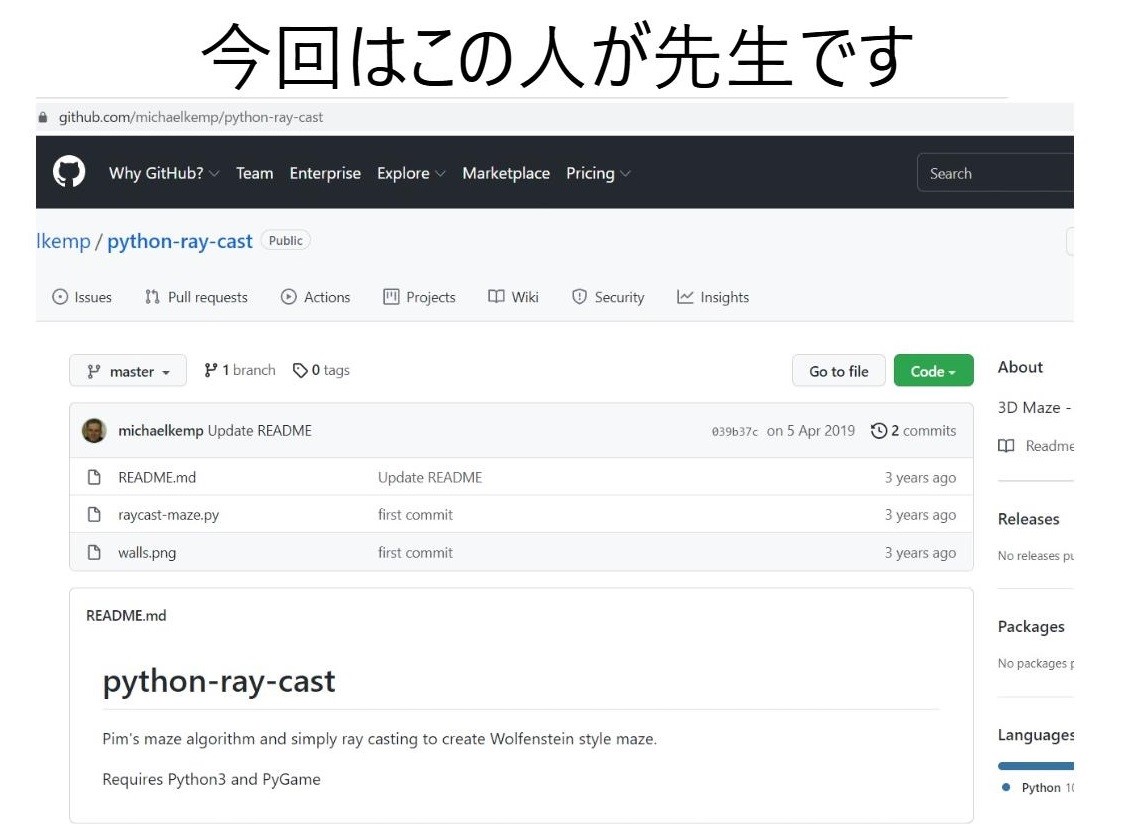 今回はこの人が先生です
github.com/michaelkemp/python-ray-cast
Why GitHub? Team Enterprise Explore Marketplace Pricing Search
lkemp / python-ray-cast Public
Issues Pull requests Actions Projects Wiki Security Insights
master 1 branch 0 tags Go to file Code
About
3D Maze -
michaelkemp Update README 039b37c on 5 Apr 2019 2 commits
Readme
README.md Update README 3 years ago
raycast-maze.py first commit 3 years ago
Releases
walls.png first commit 3 years ago
No releases
README.md
Packages
No packages
python-ray-cast
Languages
Pim's maze algorithm and simply ray casting to create Wolfenstein style maze.
Requires Python3 and PyGame
Python